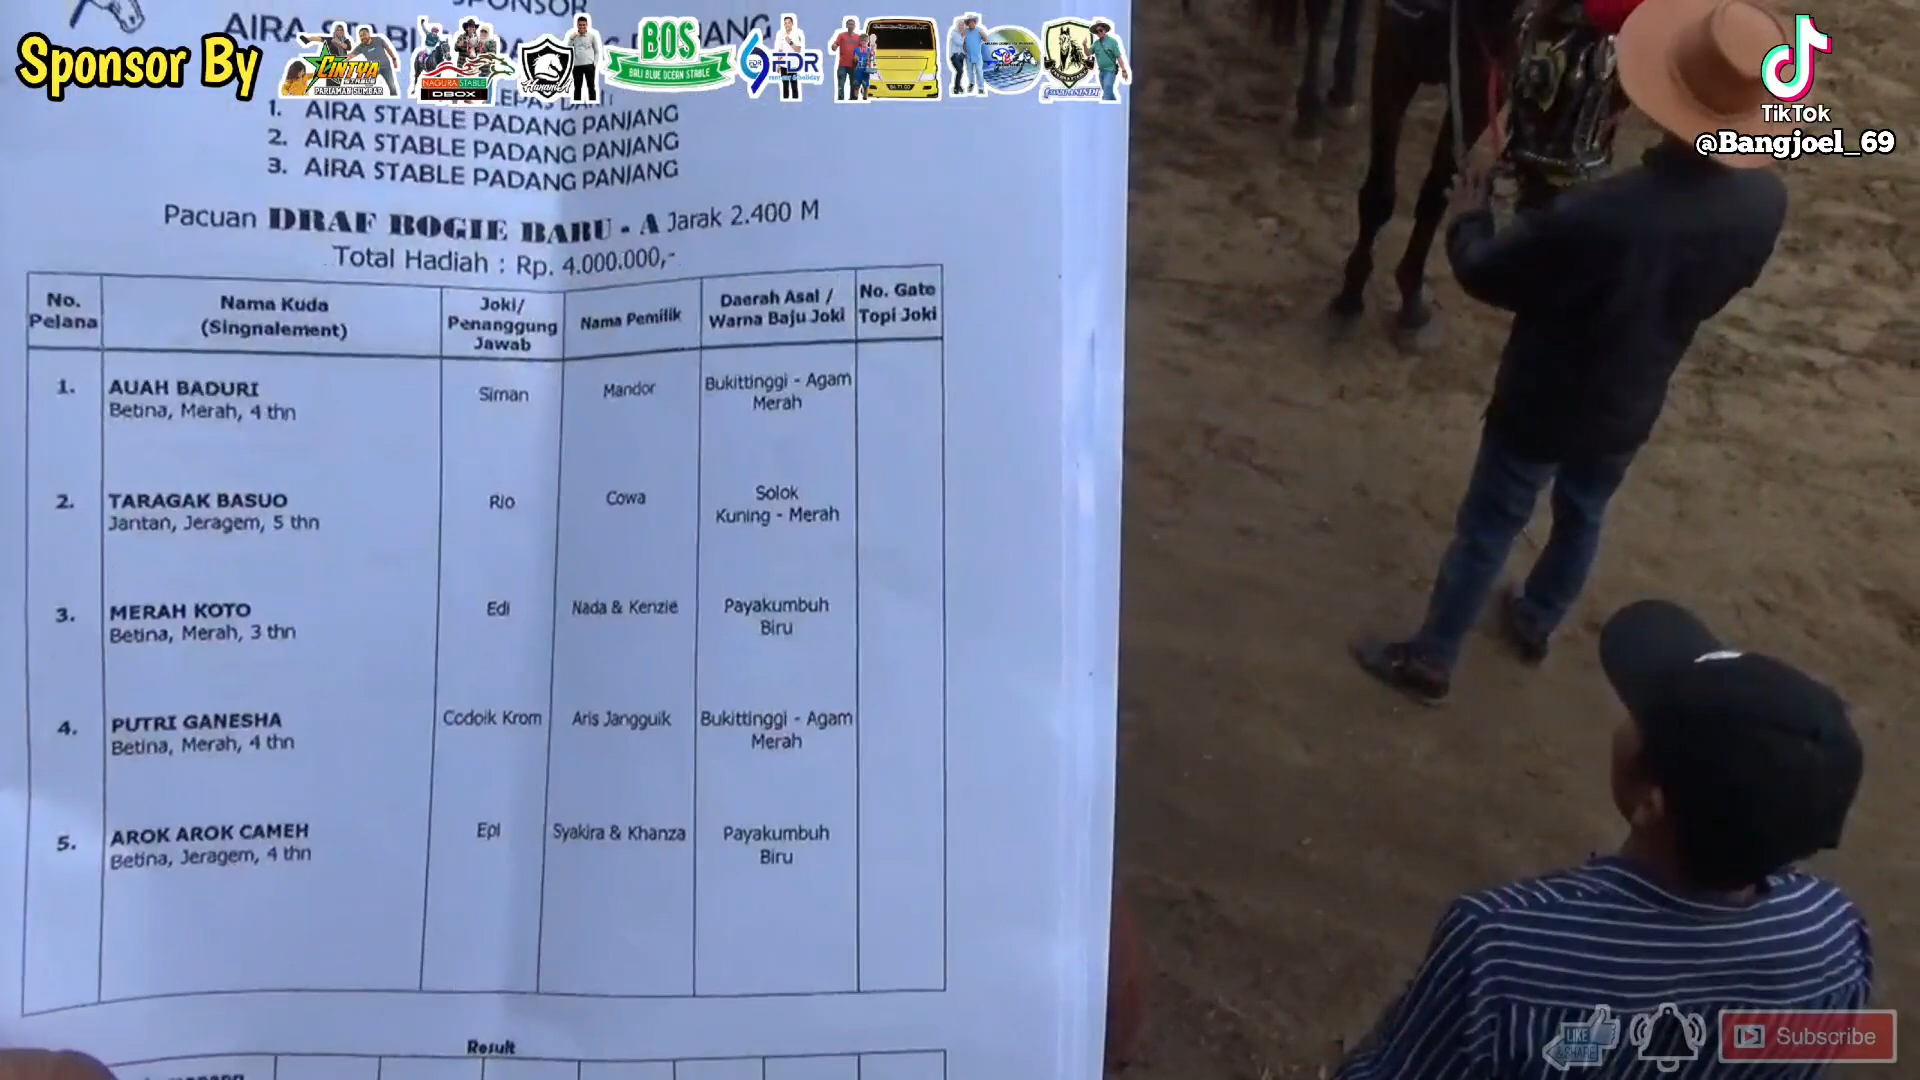 SPONSOR
Sponsor By
CINTYA
STABLE
PARIAMAN SUMBAR
NAGURA STABLE
DBOX
BOS
BALI BLUE OCEAN STABLE
FDR
TikTok
@Bangjoel_69
1. AIRA STABLE PADANG PANJANG
2. AIRA STABLE PADANG PANJANG
3. AIRA STABLE PADANG PANJANG
Pacuan DRAF BOGIE BARU - A Jarak 2.400 M
Total Hadiah : Rp. 4.000.000,-
No. Pelana
Nama Kuda (Singnalement)
Joki/ Penanggung Jawab
Nama Pemilik
Daerah Asal / Warna Baju Joki
No. Gate Topi Joki
1. AUAH BADURI Siman Mandor Bukittinggi - Agam
Betina, Merah, 4 thn Merah
2. TARAGAK BASUO Rio Cowa Solok
Jantan, Jeragem, 5 thn Kuning - Merah
3. MERAH KOTO Edi Nada & Kenzie Payakumbuh
Betina, Merah, 3 thn Biru
4. PUTRI GANESHA Codoik Krom Aris Jangguik Bukittinggi - Agam
Betina, Merah, 4 thn Merah
5. AROK AROK CAMEH Epi Syakira & Khanza Payakumbuh
Betina, Jeragem, 4 thn Biru
Result
LIKE
&SHARE
Subscribe